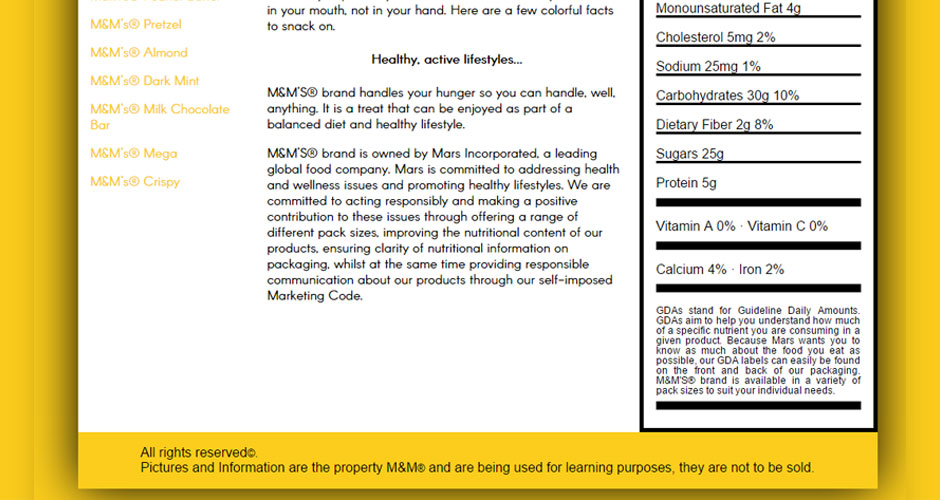 M&M's® Pretzel
M&M's® Almond
M&M's® Dark Mint
M&M's® Milk Chocolate
Bar
M&M's® Mega
M&M's® Crispy
in your mouth, not in your hand. Here are a few colorful facts
to snack on.
Healthy, active lifestyles...
M&M'S® brand handles your hunger so you can handle, well,
anything. It is a treat that can be enjoyed as part of a
balanced diet and healthy lifestyle.
M&M'S® brand is owned by Mars Incorporated, a leading
global food company. Mars is committed to addressing health
and wellness issues and promoting healthy lifestyles. We are
committed to acting responsibly and making a positive
contribution to these issues through offering a range of
different pack sizes, improving the nutritional content of our
products, ensuring clarity of nutritional information on
packaging, whilst at the same time providing responsible
communication about our products through our self-imposed
Marketing Code.
Monounsaturated Fat 4g
Cholesterol 5mg 2%
Sodium 25mg 1%
Carbohydrates 30g 10%
Dietary Fiber 2g 8%
Sugars 25g
Protein 5g
Vitamin A 0% · Vitamin C 0%
Calcium 4% · Iron 2%
GDAs stand for Guideline Daily Amounts.
GDAs aim to help you understand how much
of a specific nutrient you are consuming in a
given product. Because Mars wants you to
know as much about the food you eat as
possible, our GDA labels can easily be found
on the front and back of our packaging.
M&M'S® brand is available in a variety of
pack sizes to suit your individual needs.
All rights reserved©.
Pictures and Information are the property M&M® and are being used for learning purposes, they are not to be sold.